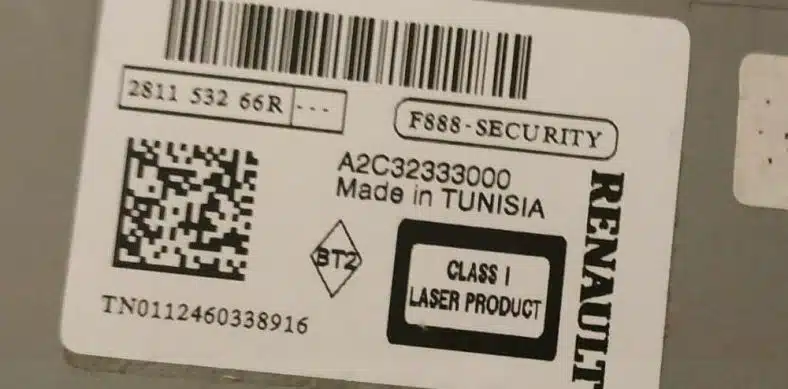 2811 532 66R ---
F888-SECURITY
A2C32333000
Made in TUNISIA
BT2
CLASS I
LASER PRODUCT
TN0112460338916
RENAULT